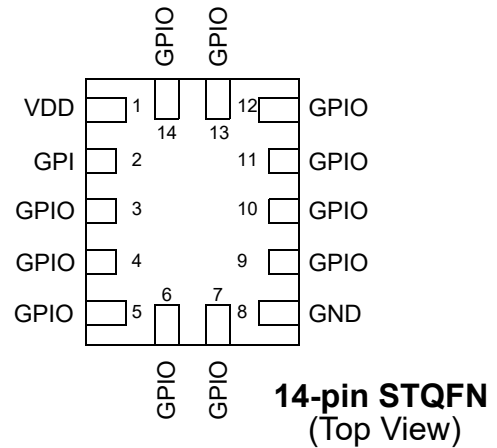 GPIO GPIO
VDD 1 14 13 12 GPIO
GPI 2 11 GPIO
GPIO 3 10 GPIO
GPIO 4 9 GPIO
GPIO 5 6 7 8 GND
GPIO GPIO
14-pin STQFN
(Top View)